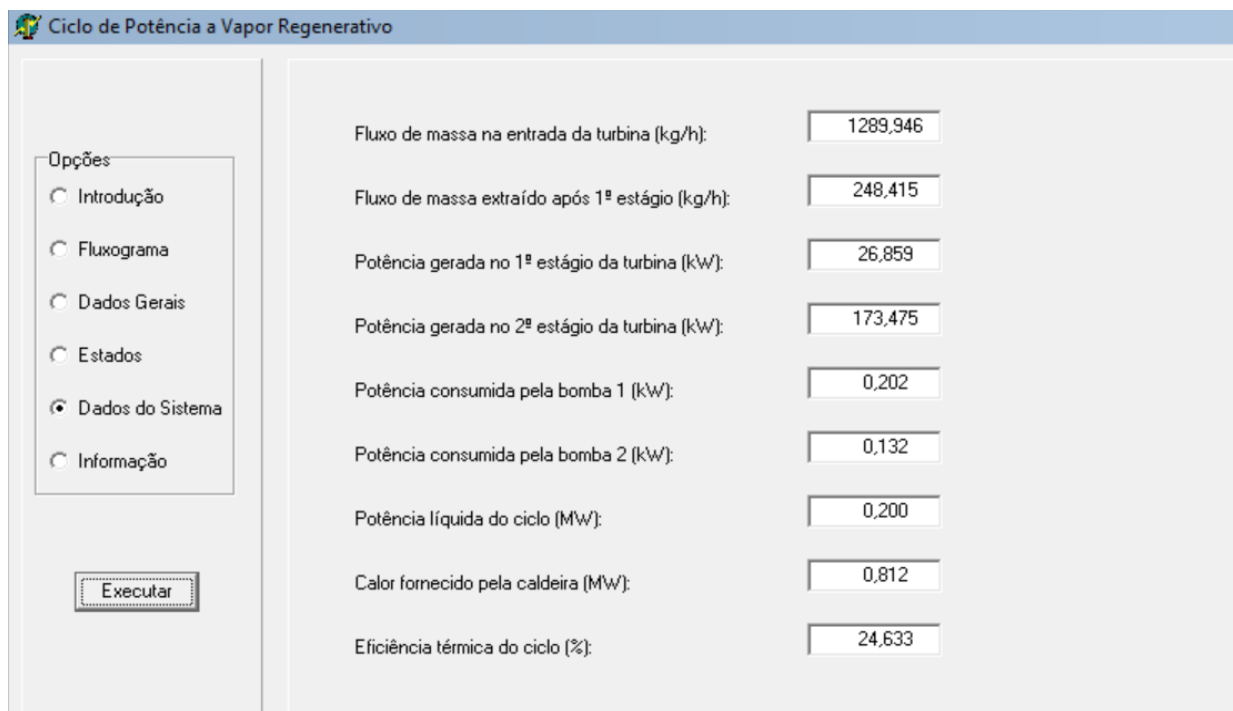 Ciclo de Potência a Vapor Regenerativo
Opções
Introdução
Fluxograma
Dados Gerais
Estados
Dados do Sistema
Informação
Executar
Fluxo de massa na entrada da turbina (kg/h): 1289,946
Fluxo de massa extraído após 1º estágio (kg/h): 248,415
Potência gerada no 1º estágio da turbina (kW): 26,859
Potência gerada no 2º estágio da turbina (kW): 173,475
Potência consumida pela bomba 1 (kW): 0,202
Potência consumida pela bomba 2 (kW): 0,132
Potência líquida do ciclo (MW): 0,200
Calor fornecido pela caldeira (MW): 0,812
Eficiência térmica do ciclo (%): 24,633